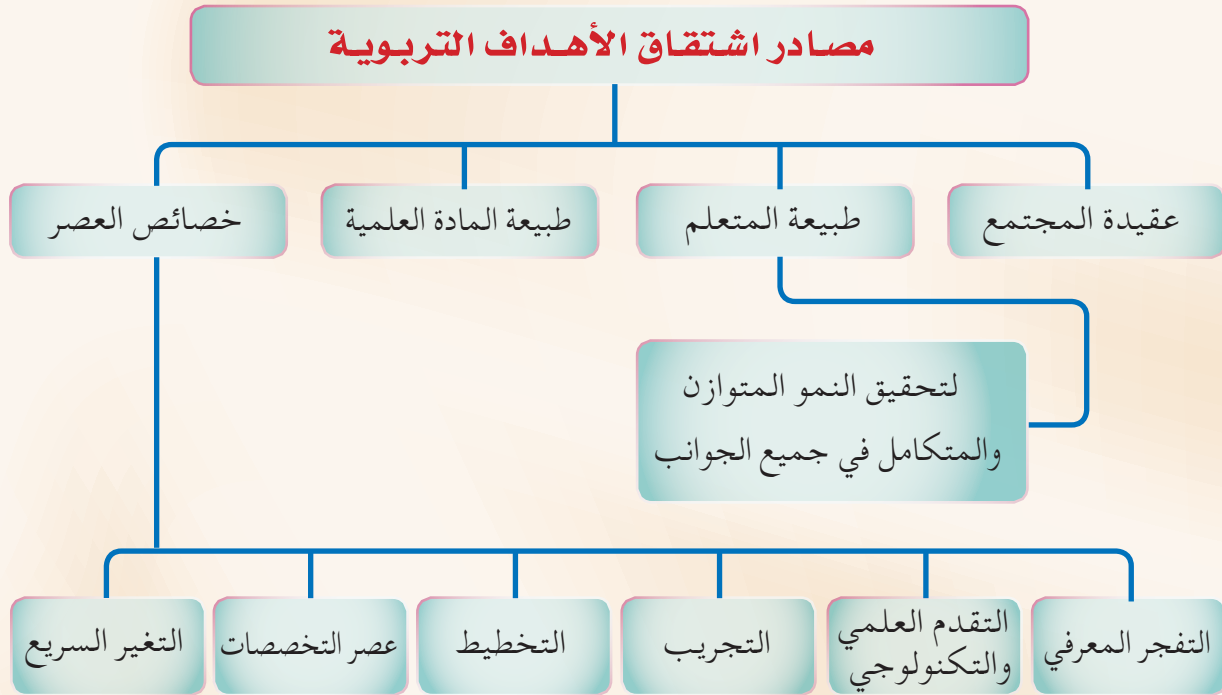 مصادر اشتقاق الأهداف التربوية
عقيدة المجتمع
طبيعة المتعلم
طبيعة المادة العلمية
خصائص العصر
لتحقيق النمو المتوازن
والمتكامل في جميع الجوانب
التفجر المعرفي
التقدم العلمي
والتكنولوجي
التجريب
التخطيط
عصر التخصصات
التغير السريع